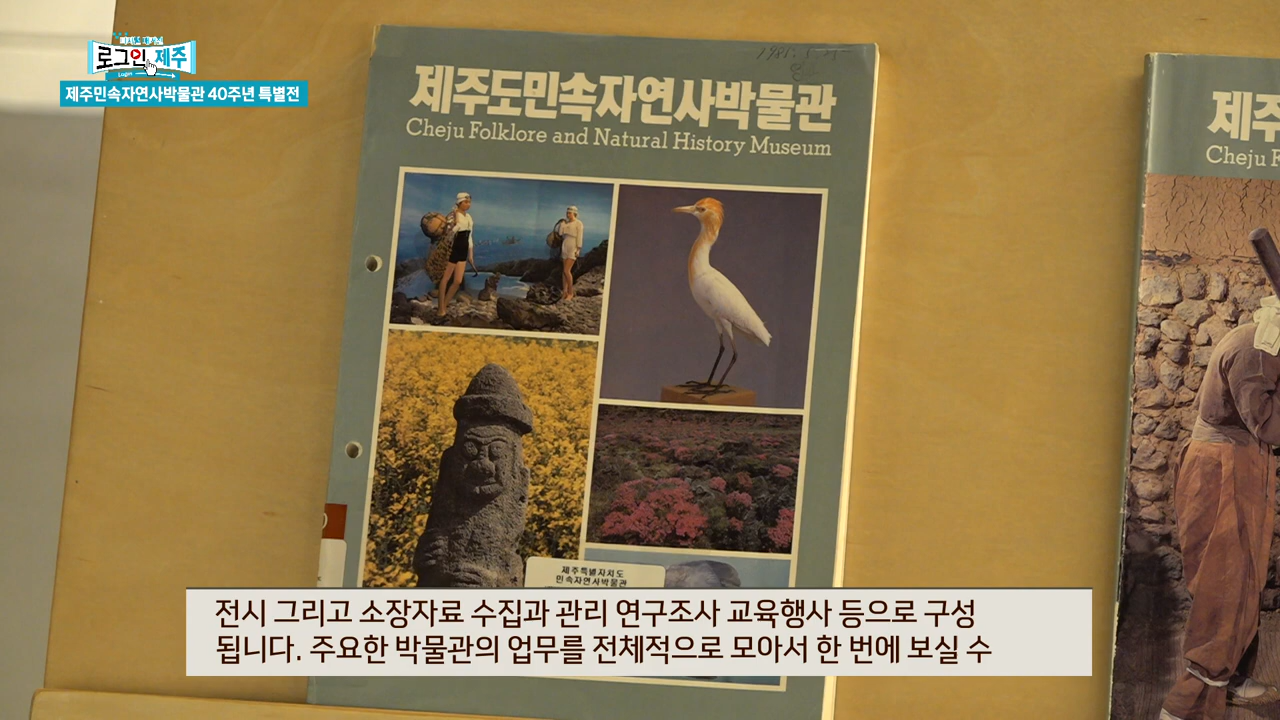 로그인 제주
Login
제주민속자연사박물관 40주년 특별전
제주도민속자연사박물관
Cheju Folklore and Natural History Museum
제주
Cheju
제주특별자치도
민속자연사박물관
전시 그리고 소장자료 수집과 관리 연구조사 교육행사 등으로 구성
됩니다. 주요한 박물관의 업무를 전체적으로 모아서 한 번에 보실 수